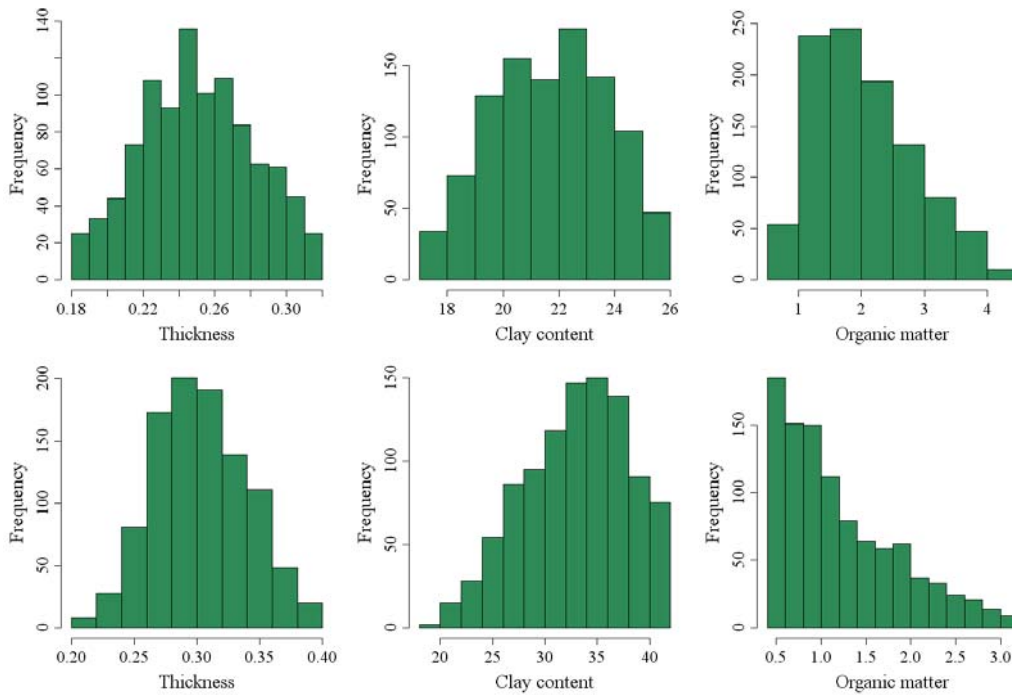 Frequency
0 20 40 60 80 100 140
0.18 0.22 0.26 0.30
Thickness
Frequency
0 50 100 150
18 20 22 24 26
Clay content
Frequency
0 50 100 150 200 250
1 2 3 4
Organic matter
Frequency
0 50 100 150 200
0.20 0.25 0.30 0.35 0.40
Thickness
Frequency
0 50 100 150
20 25 30 35 40
Clay content
Frequency
0 50 100 150
0.5 1.0 1.5 2.0 2.5 3.0
Organic matter